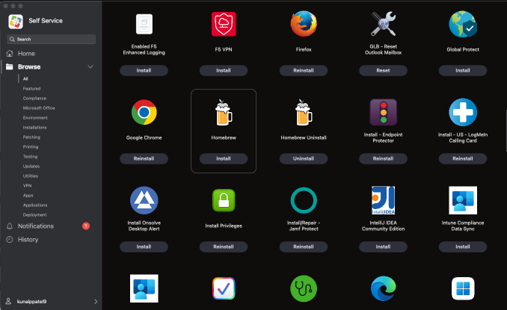 Self Service
Search
Home
Browse
All
Featured
Compliance
Microsoft Office
Environment
Installations
Patching
Printing
Testing
Updates
Utilities
VPN
Apps
Applications
Deployment
Notifications
1
History
kunalppatel9
Enabled F5
Enhanced Logging
Install
F5 VPN
Install
Firefox
Reinstall
GLB - Reset
Outlook Mailbox
Reset
Global Protect
Install
Google Chrome
Reinstall
Homebrew
Install
Homebrew Uninstall
Uninstall
Install - Endpoint
Protector
Reinstall
Install - US - LogMeIn
Calling Card
Reinstall
Install Onsolve
Desktop Alert
Install
Install Privileges
Reinstall
Install/Repair -
Jamf Protect
Reinstall
IntelliJ IDEA
IntelliJ IDEA
Community Edition
Install
Intune Compliance
Data Sync
Install